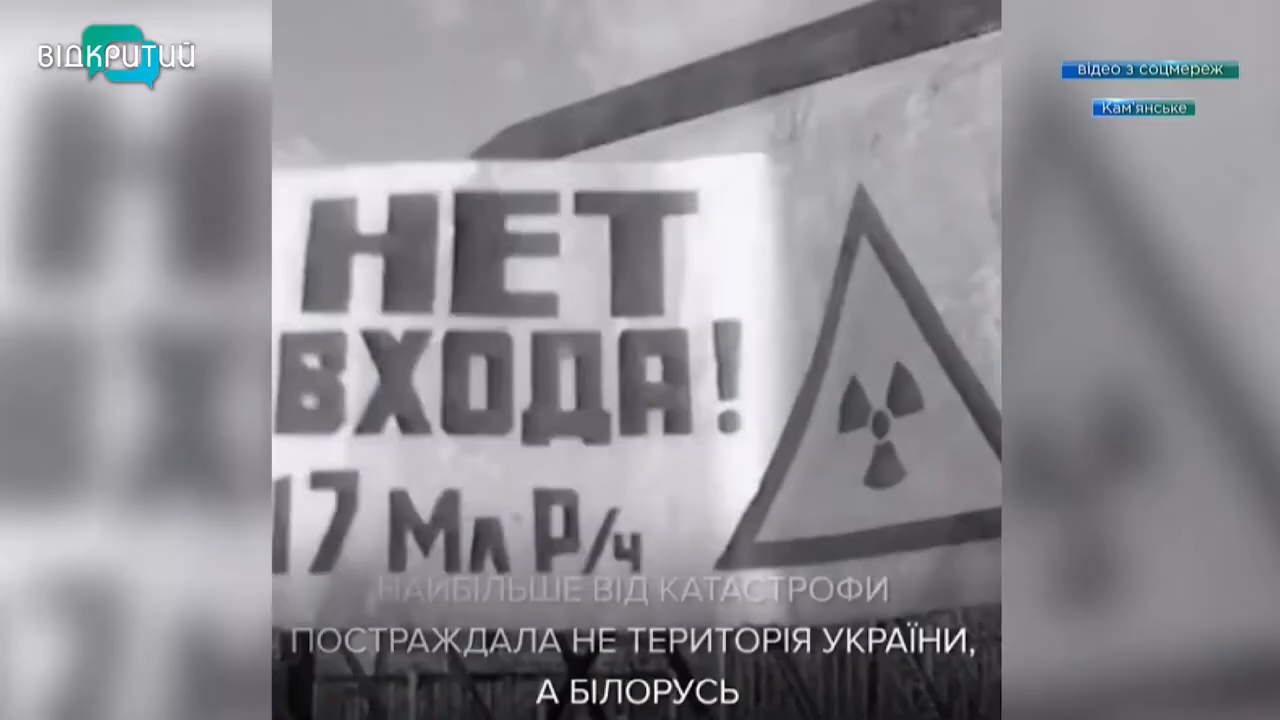 ВІДКРИТИЙ
відео з соцмереж
Кам'янське
НЕТ
ВХОДА!
17 Мл Р/ч
НАЙБІЛЬШЕ ВІД КАТАСТРОФИ
ПОСТРАЖДАЛА НЕ ТЕРИТОРІЯ УКРАЇНИ,
А БІЛОРУСЬ